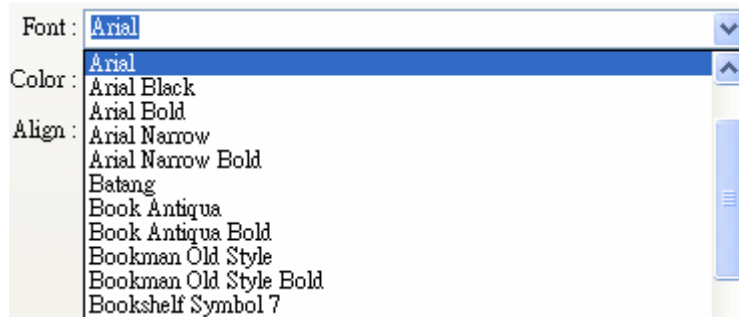 Font : Arial
Arial
Color :
Arial Black
Arial Bold
Align :
Arial Narrow
Arial Narrow Bold
Batang
Book Antiqua
Book Antiqua Bold
Bookman Old Style
Bookman Old Style Bold
Bookshelf Symbol 7